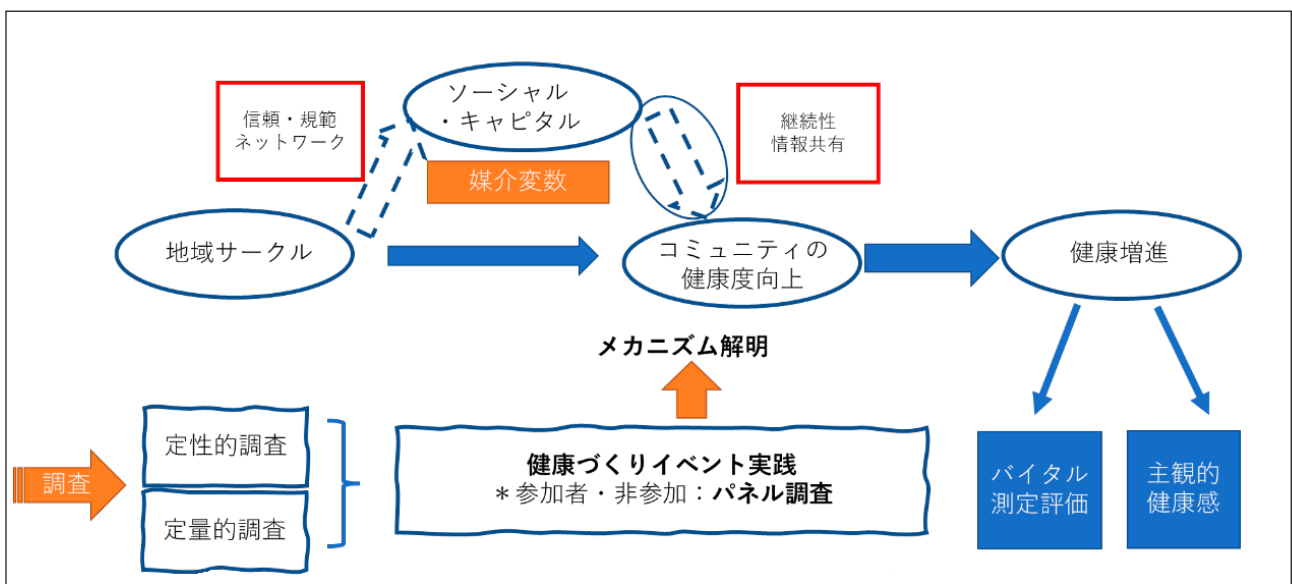 ソーシャル
・キャピタル
信頼・規範
ネットワーク
継続性
情報共有
媒介変数
地域サークル
コミュニティの
健康度向上
健康増進
メカニズム解明
調査
定性的調査
定量的調査
健康づくりイベント実践
＊参加者・非参加：パネル調査
バイタル
測定評価
主観的
健康感